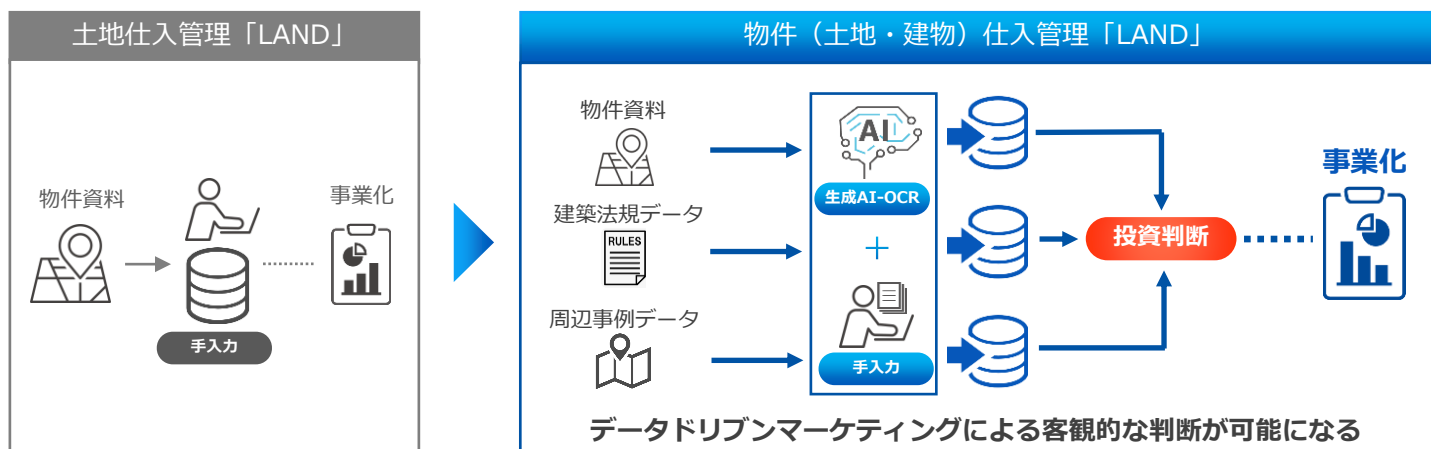 土地仕入管理「LAND」
物件資料
事業化
手入力
物件（土地・建物）仕入管理「LAND」
物件資料
AI
生成AI-OCR
建築法規データ
RULES
+
周辺事例データ
手入力
投資判断
事業化
データドリブンマーケティングによる客観的な判断が可能になる